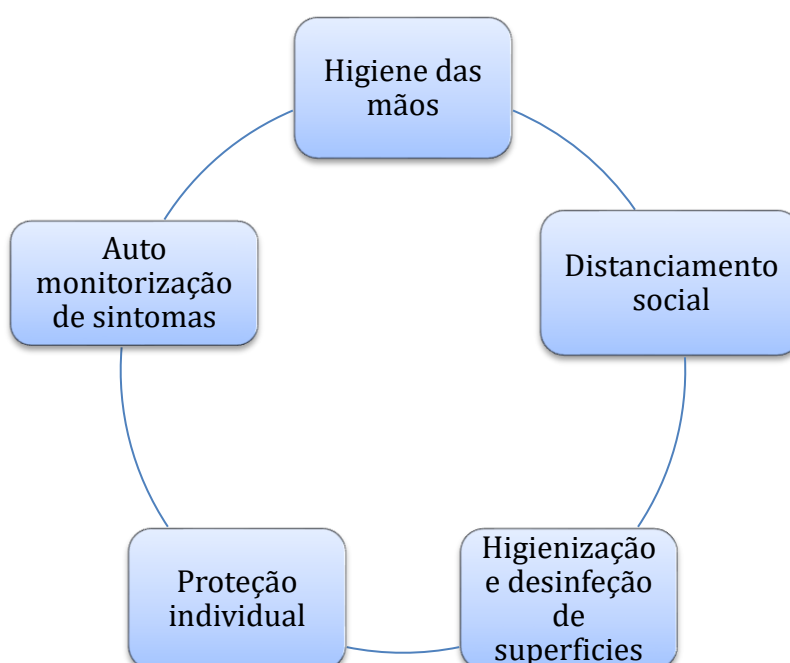 Higiene das
mãos
Distanciamento
social
Higienização
e desinfeção
de
superficies
Proteção
individual
Auto
monitorização
de sintomas